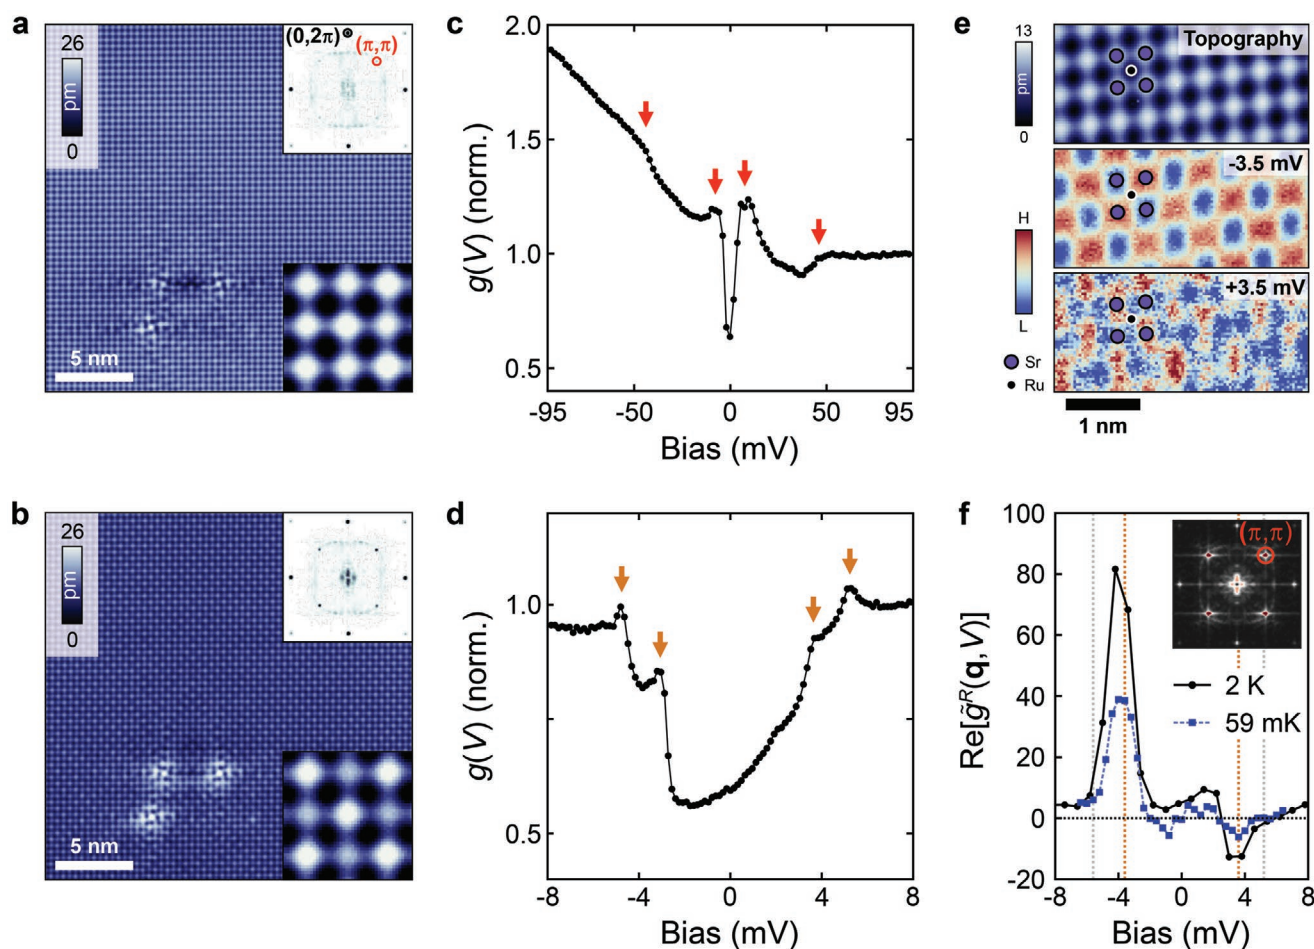 a
26
pm
0
(0,2π)
(π,π)
5 nm
c
2.0
1.5
1.0
0.5
g(V) (norm.)
-95
-50
0
50
95
Bias (mV)
e
13
pm
0
Topography
-3.5 mV
H
L
+3.5 mV
Sr
Ru
1 nm
b
26
pm
0
5 nm
d
1.0
0.5
g(V) (norm.)
-8
-4
0
4
8
Bias (mV)
f
100
80
60
40
20
0
-20
Re[g̃ᴿ(q,V)]
(π,π)
2 K
59 mK
-8
-4
0
4
8
Bias (mV)